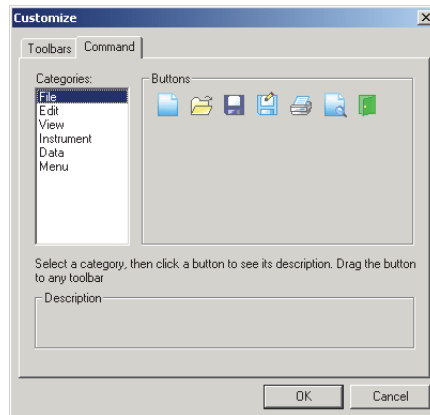 Customize
Toolbars
Command
Categories:
Buttons
File
Edit
View
Instrument
Data
Menu
Select a category, then click a button to see its description. Drag the button
to any toolbar
Description
OK
Cancel